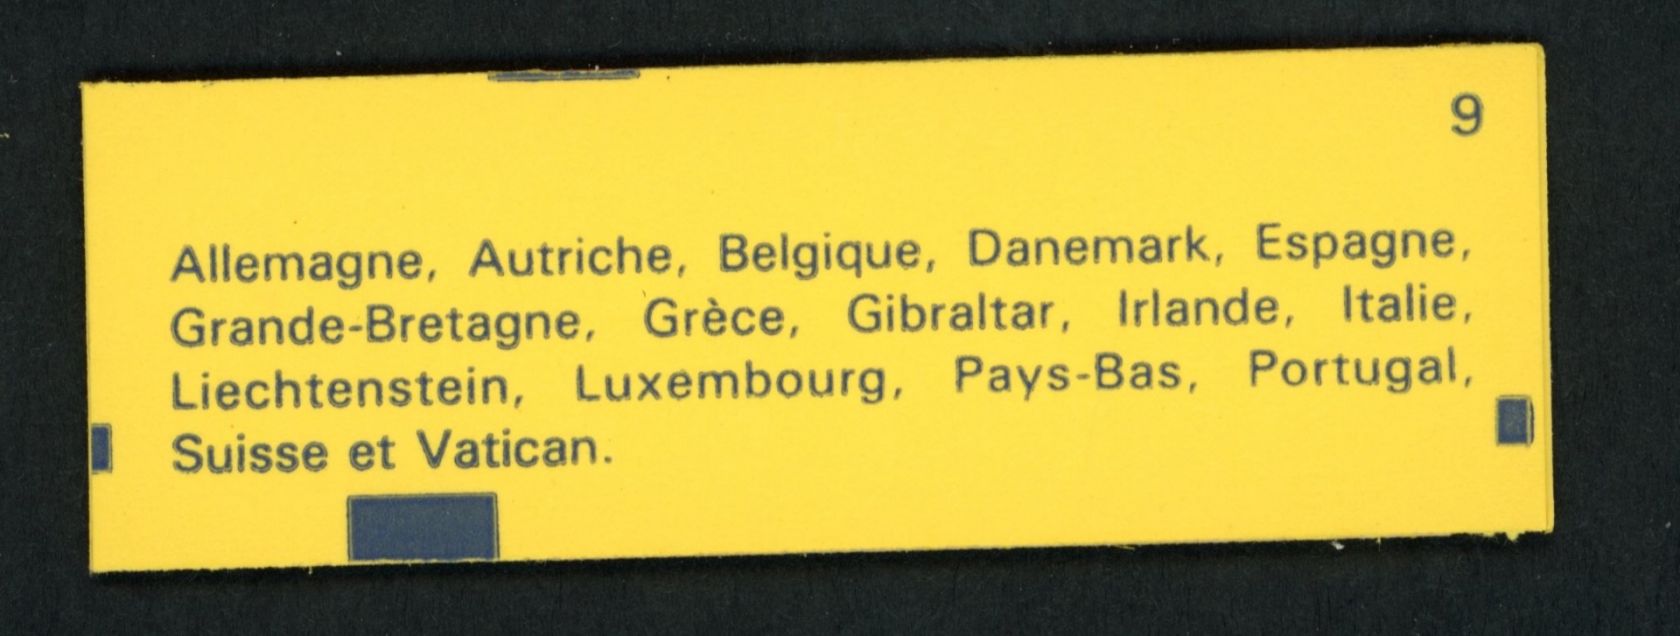 9
Allemagne, Autriche, Belgique, Danemark, Espagne,
Grande-Bretagne, Grèce, Gibraltar, Irlande, Italie,
Liechtenstein, Luxembourg, Pays-Bas, Portugal,
Suisse et Vatican.